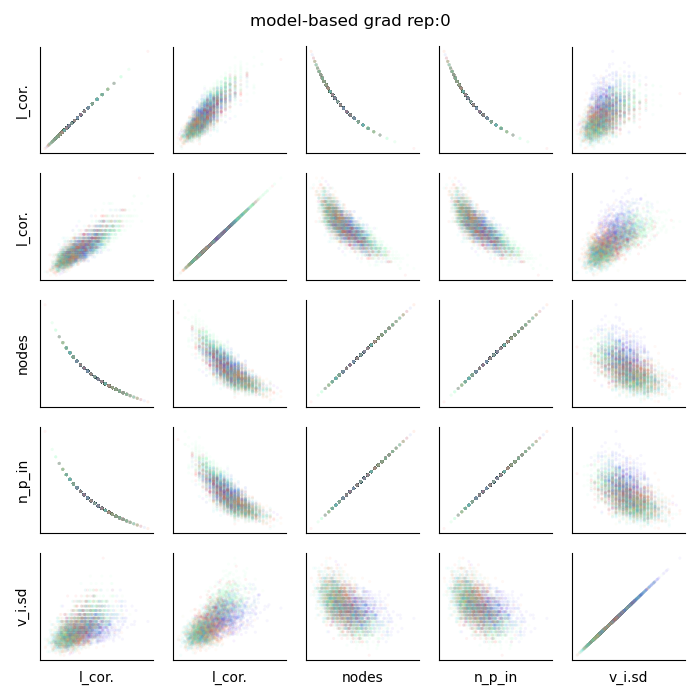 model-based grad rep:0
l_cor.
l_cor.
nodes
n_p_in
v_i.sd
l_cor.
l_cor.
nodes
n_p_in
v_i.sd